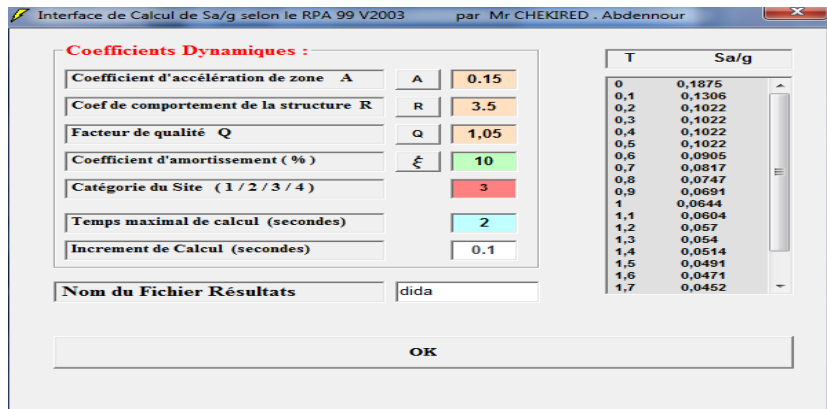 Interface de Calcul de Sa/g selon le RPA 99 V2003 par Mr CHEKIRED . Abdennour
Coefficients Dynamiques :
Coefficient d'accélération de zone A A 0.15
Coef de comportement de la structure R R 3.5
Facteur de qualité Q Q 1,05
Coefficient d'amortissement ( % ) ξ 10
Catégorie du Site ( 1 / 2 / 3 / 4 ) 3
Temps maximal de calcul (secondes) 2
Increment de Calcul (secondes) 0.1
Nom du Fichier Résultats dida
T Sa/g
0 0,1875
0,1 0,1306
0,2 0,1022
0,3 0,1022
0,4 0,1022
0,5 0,1022
0,6 0,0905
0,7 0,0817
0,8 0,0747
0,9 0,0691
1 0,0644
1,1 0,0604
1,2 0,057
1,3 0,054
1,4 0,0514
1,5 0,0491
1,6 0,0471
1,7 0,0452
OK